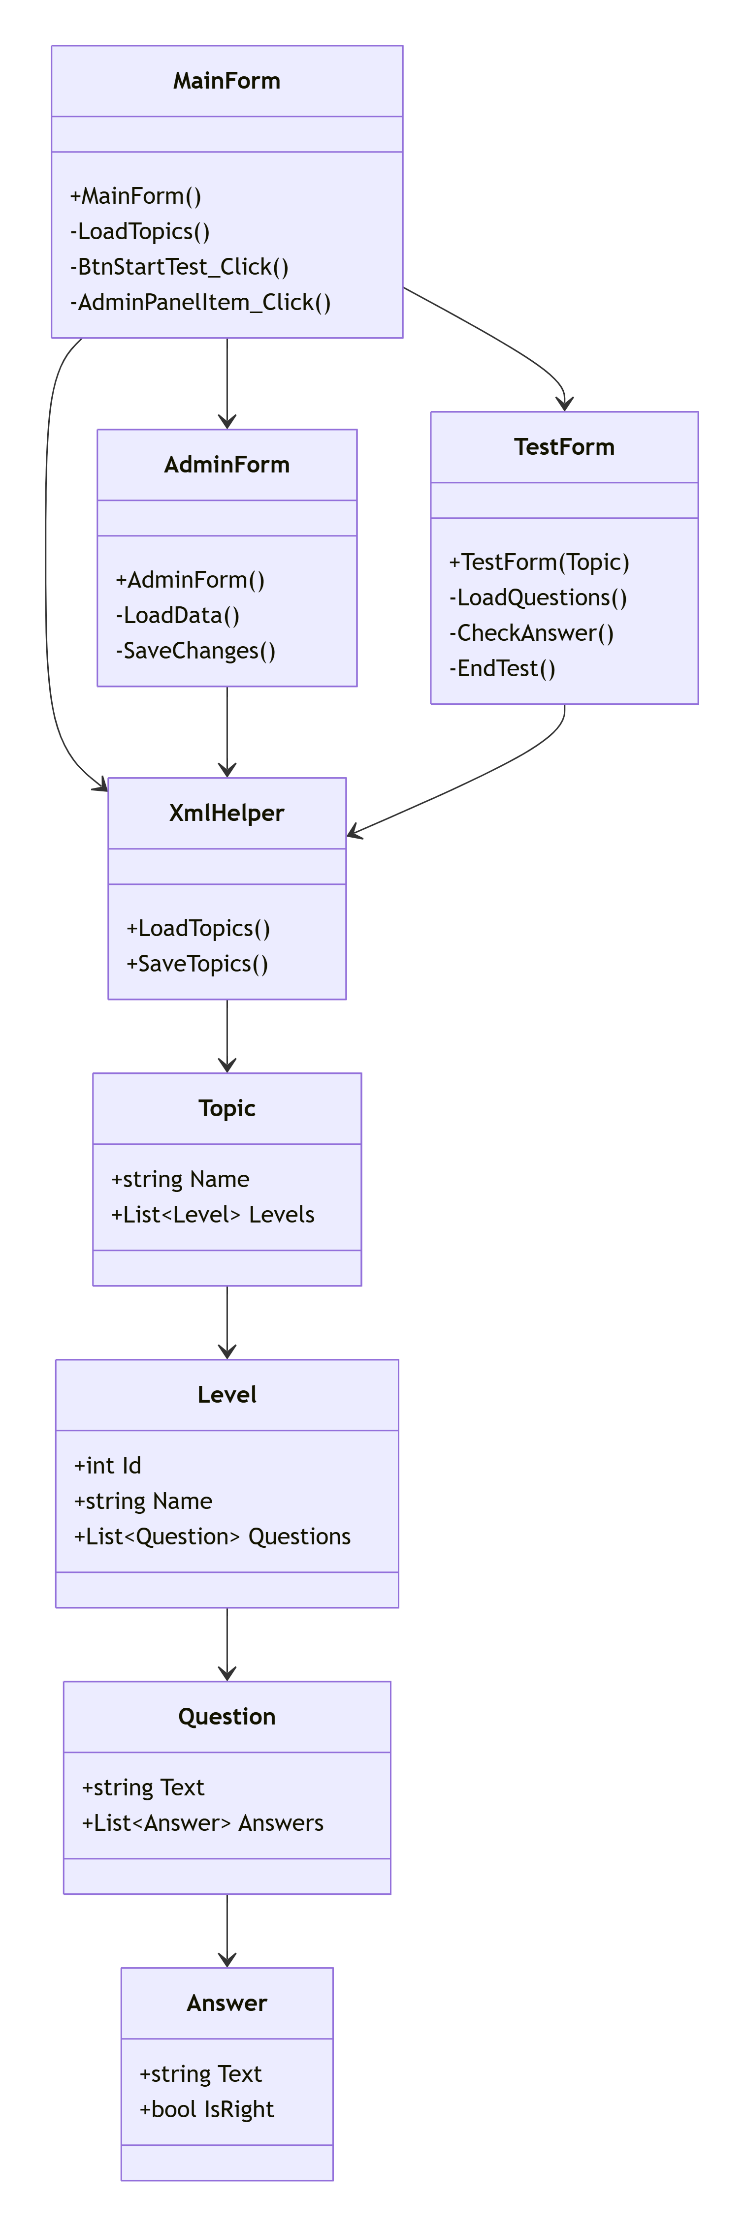 MainForm
+MainForm()
-LoadTopics()
-BtnStartTest_Click()
-AdminPanelItem_Click()
AdminForm
+AdminForm()
-LoadData()
-SaveChanges()
TestForm
+TestForm(Topic)
-LoadQuestions()
-CheckAnswer()
-EndTest()
XmlHelper
+LoadTopics()
+SaveTopics()
Topic
+string Name
+List<Level> Levels
Level
+int Id
+string Name
+List<Question> Questions
Question
+string Text
+List<Answer> Answers
Answer
+string Text
+bool IsRight